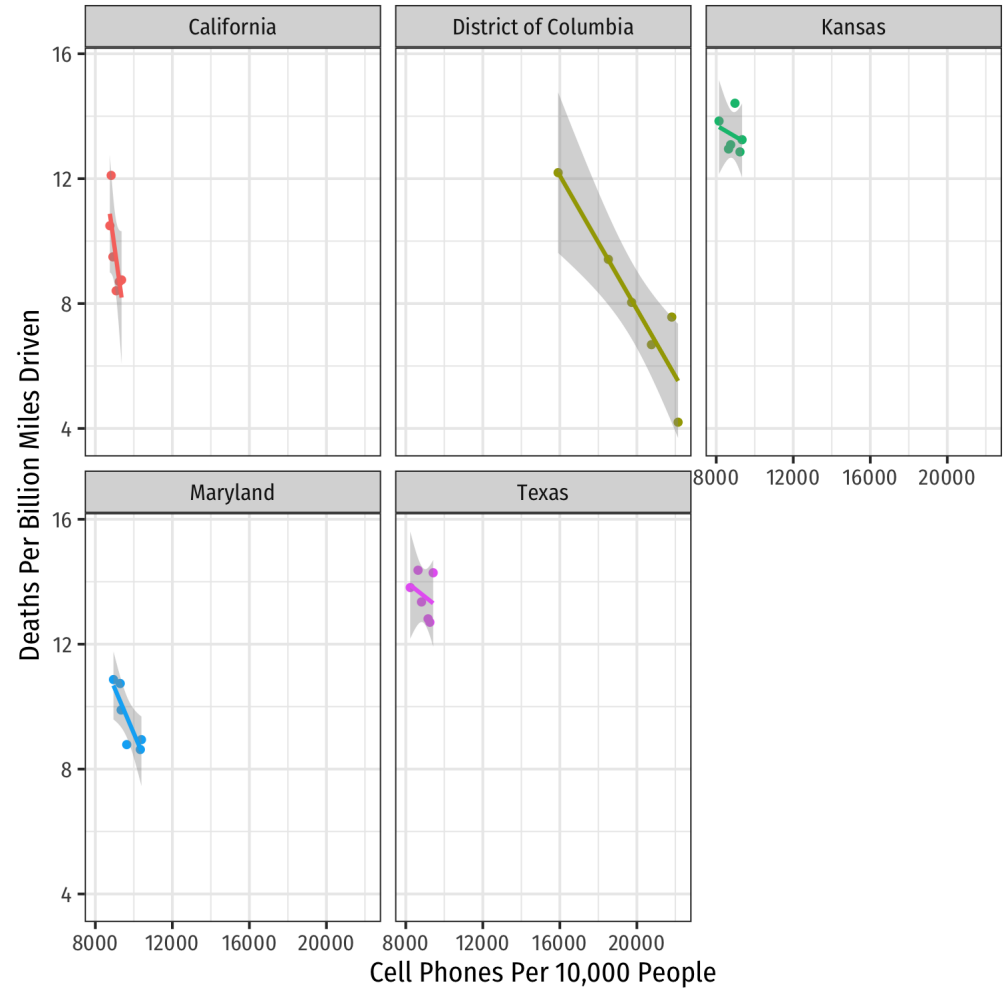 California District of Columbia Kansas
16
12
8
4
8000 12000 16000 20000
Maryland Texas
16
12
8
4
8000 12000 16000 20000 8000 12000 16000 20000
Cell Phones Per 10,000 People
Deaths Per Billion Miles Driven